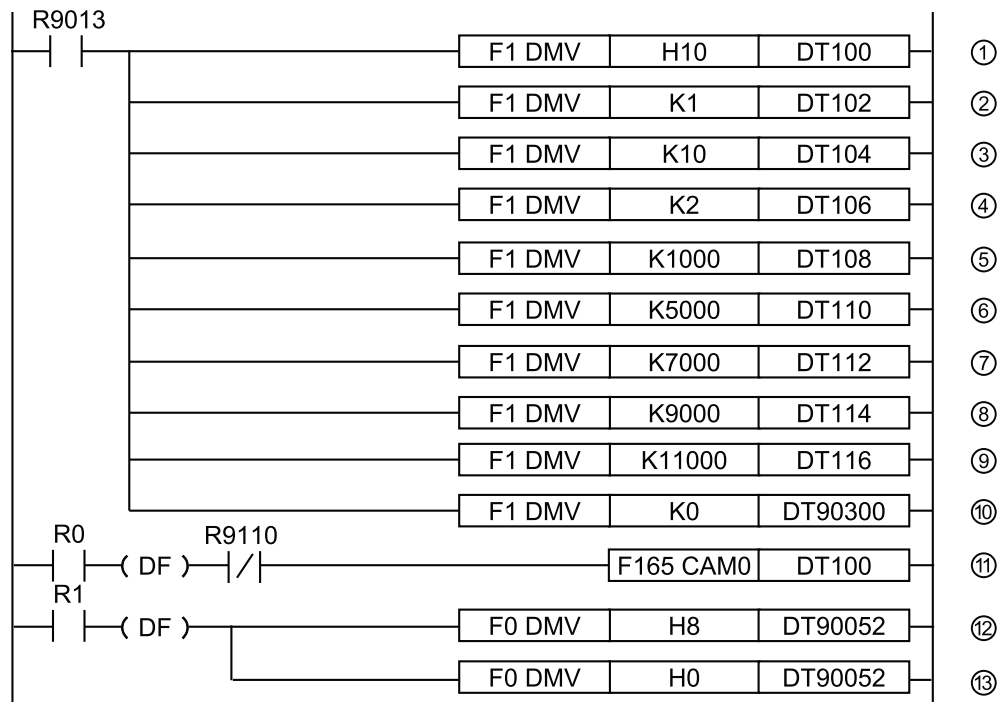 R9013
F1 DMV H10 DT100 ①
F1 DMV K1 DT102 ②
F1 DMV K10 DT104 ③
F1 DMV K2 DT106 ④
F1 DMV K1000 DT108 ⑤
F1 DMV K5000 DT110 ⑥
F1 DMV K7000 DT112 ⑦
F1 DMV K9000 DT114 ⑧
F1 DMV K11000 DT116 ⑨
F1 DMV K0 DT90300 ⑩
R0 R9110
( DF ) F165 CAM0 DT100 ⑪
R1
( DF ) F0 DMV H8 DT90052 ⑫
F0 DMV H0 DT90052 ⑬